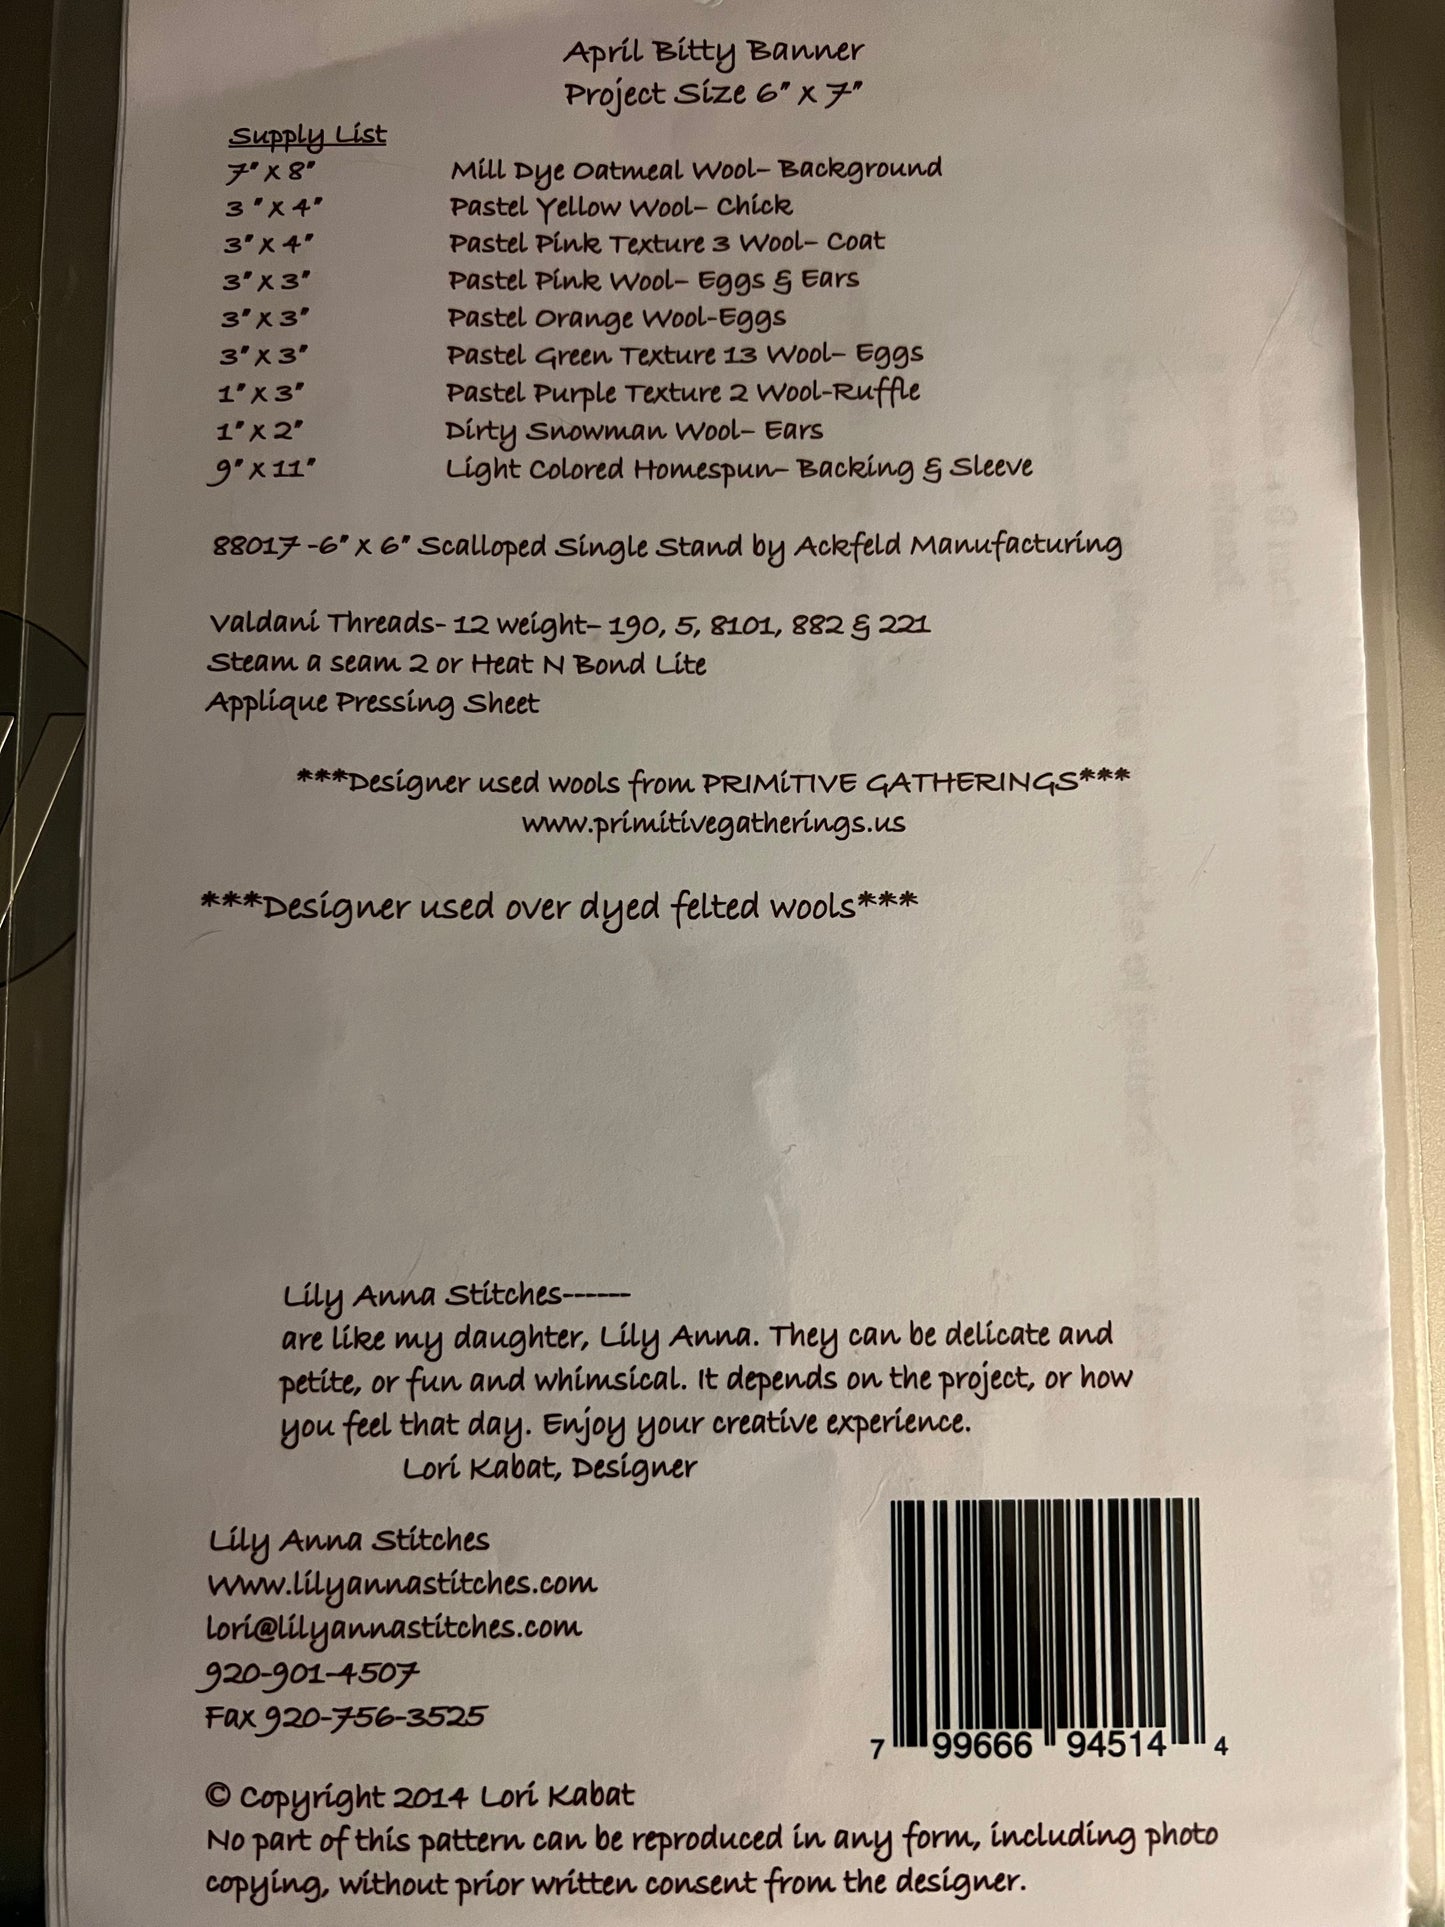 April Bitty Banner
Project Size 6" X 7"
Supply List
7" X 8" Mill Dye Oatmeal Wool– Background
3 " X 4" Pastel Yellow Wool– Chick
3" X 4" Pastel Pink Texture 3 Wool– Coat
3" X 3" Pastel Pink Wool– Eggs & Ears
3" X 3" Pastel Orange Wool-Eggs
3" X 3" Pastel Green Texture 13 Wool– Eggs
1" X 3" Pastel Purple Texture 2 Wool-Ruffle
1" X 2" Dirty Snowman Wool– Ears
9" X 11" Light Colored Homespun– Backing & Sleeve
88017 -6" X 6" Scalloped Single Stand by Ackfeld Manufacturing
Valdani Threads- 12 weight– 190, 5, 8101, 882 & 221
Steam a seam 2 or Heat N Bond Lite
Applique Pressing Sheet
***Designer used wools from PRIMiTIVE GATHERINGS***
www.primitivegatherings.us
***Designer used over dyed felted wools***
Lily Anna Stitches------
are like my daughter, Lily Anna. They can be delicate and
petite, or fun and whimsical. It depends on the project, or how
you feel that day. Enjoy your creative experience.
Lori Kabat, Designer
Lily Anna Stitches
Www.lilyannastitches.com
lori@lilyannastitches.com
920-901-4507
Fax 920-756-3525
7 99666 94514 4
© Copyright 2014 Lori Kabat
No part of this pattern can be reproduced in any form, including photo
copying, without prior written consent from the designer.